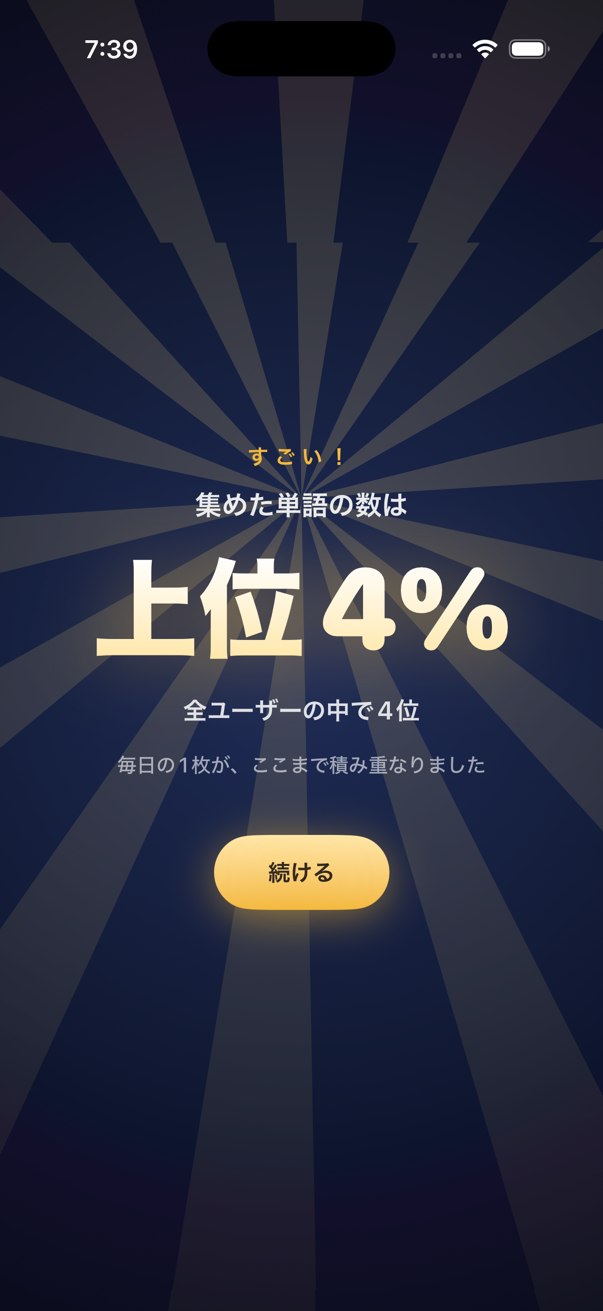 7:39
すごい！
集めた単語の数は
上位4%
全ユーザーの中で4位
毎日の1枚が、ここまで積み重なりました
続ける